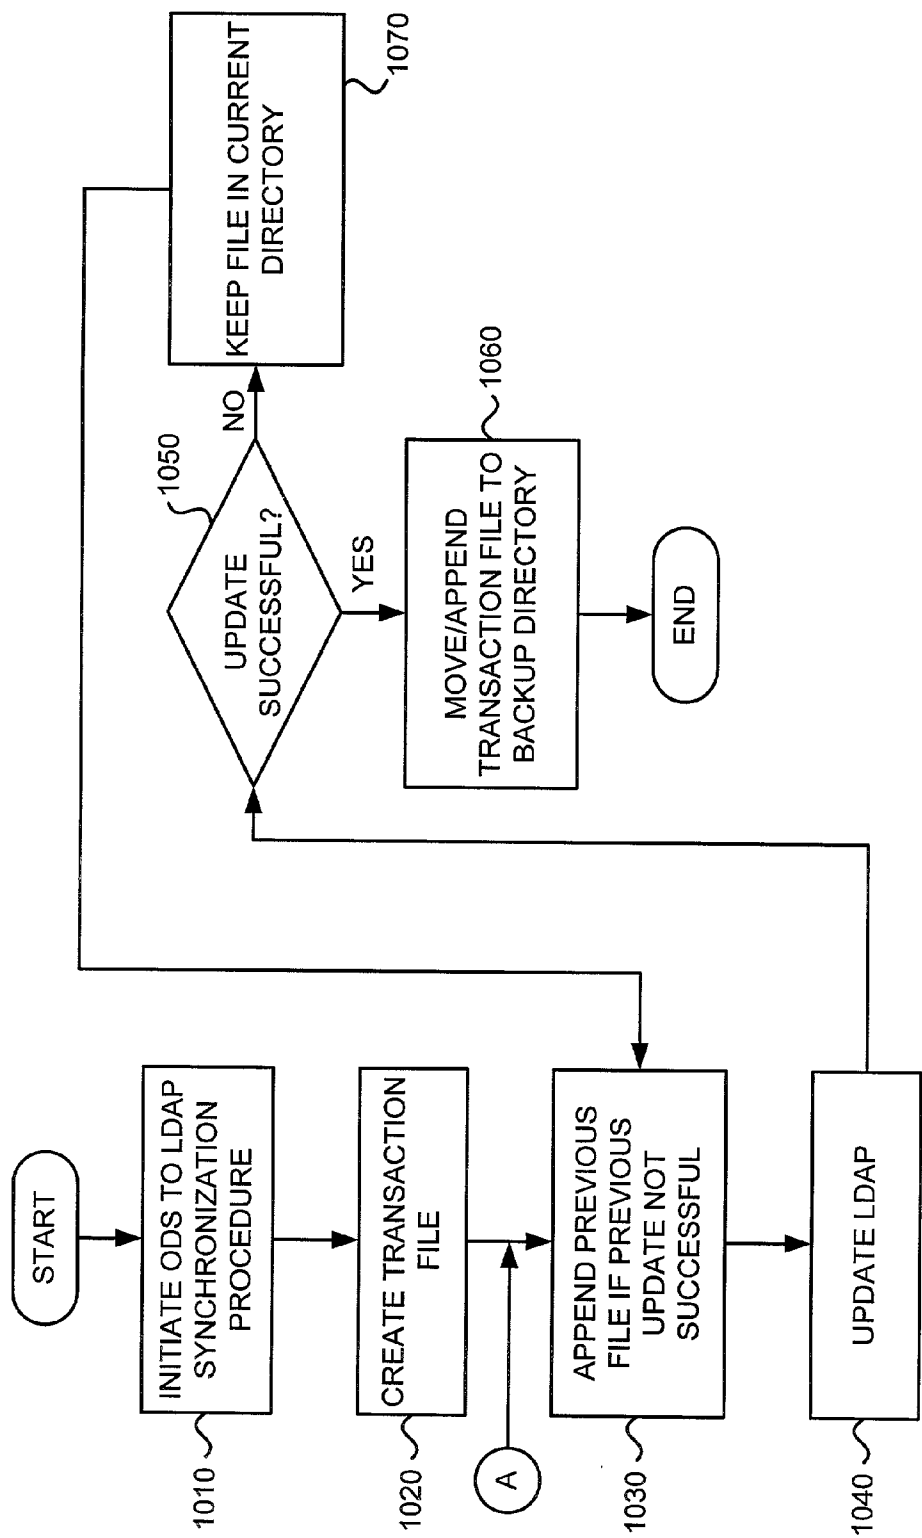 START
INITIATE ODS TO LDAP
SYNCHRONIZATION
PROCEDURE
1010
CREATE TRANSACTION
FILE
1020
A
APPEND PREVIOUS
FILE IF PREVIOUS
UPDATE NOT
SUCCESSFUL
1030
UPDATE LDAP
1040
UPDATE
SUCCESSFUL?
1050
NO
YES
MOVE/APPEND
TRANSACTION FILE TO
BACKUP DIRECTORY
1060
END
KEEP FILE IN CURRENT
DIRECTORY
1070